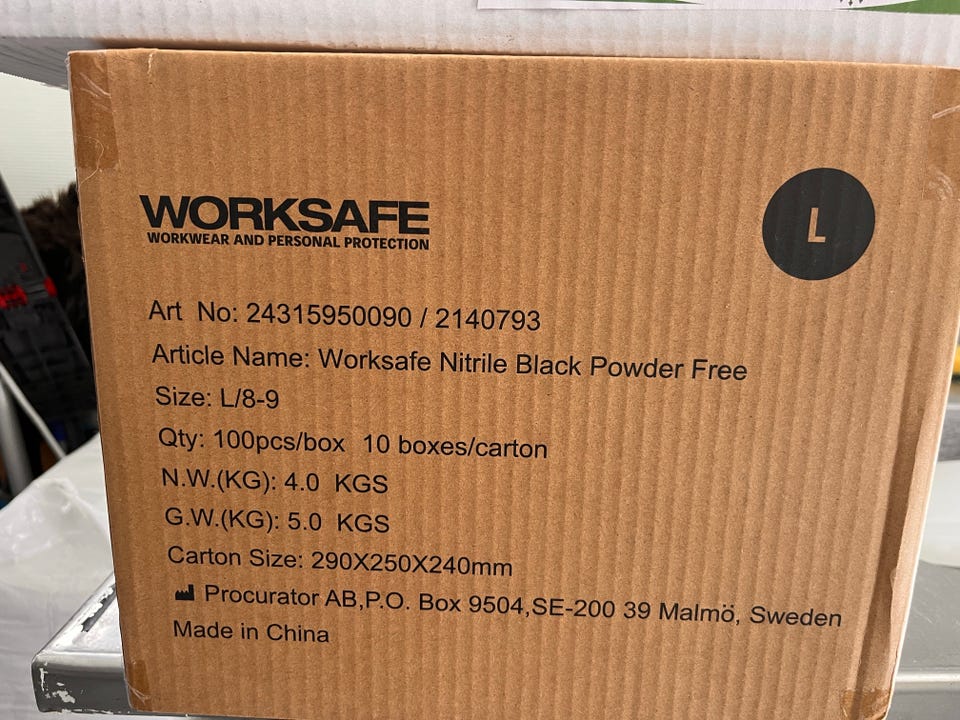 WORKSAFE
WORKWEAR AND PERSONAL PROTECTION
L
Art No: 24315950090 / 2140793
Article Name: Worksafe Nitrile Black Powder Free
Size: L/8-9
Qty: 100pcs/box 10 boxes/carton
N.W.(KG): 4.0 KGS
G.W.(KG): 5.0 KGS
Carton Size: 290X250X240mm
Procurator AB,P.O. Box 9504,SE-200 39 Malmö, Sweden
Made in China